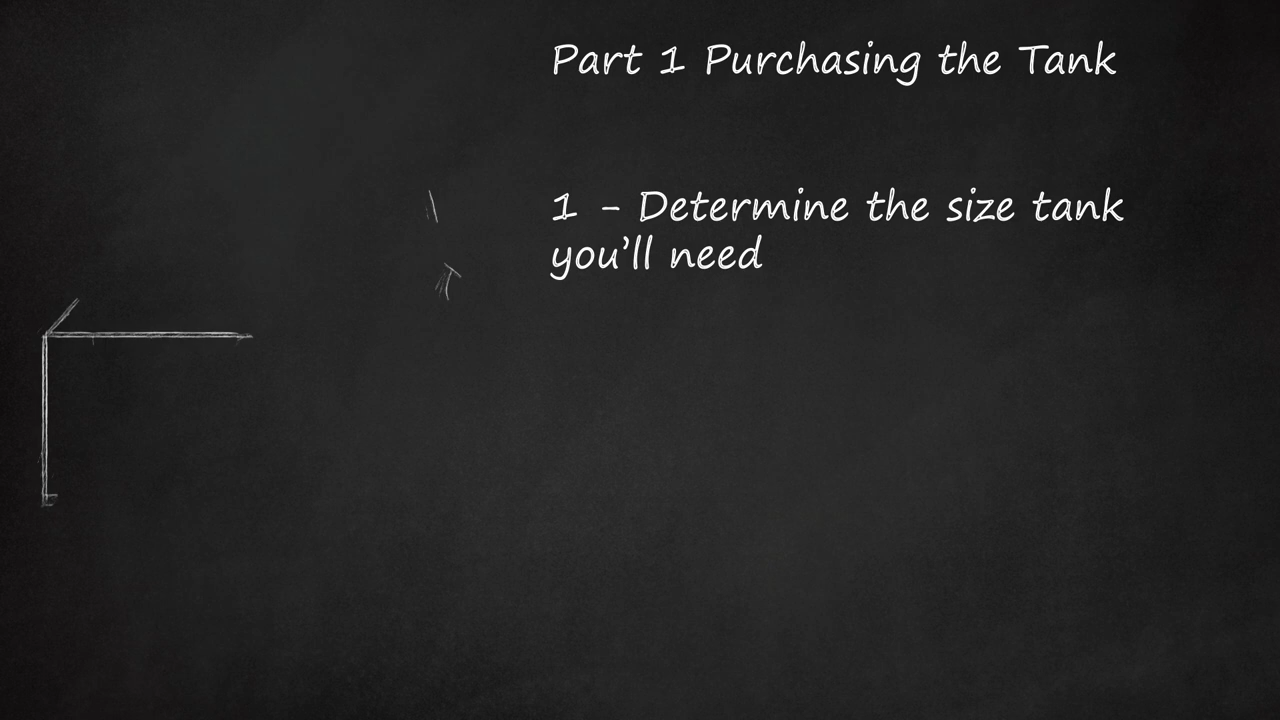 Part 1 Purchasing the Tank
1 - Determine the size tank
you'll need